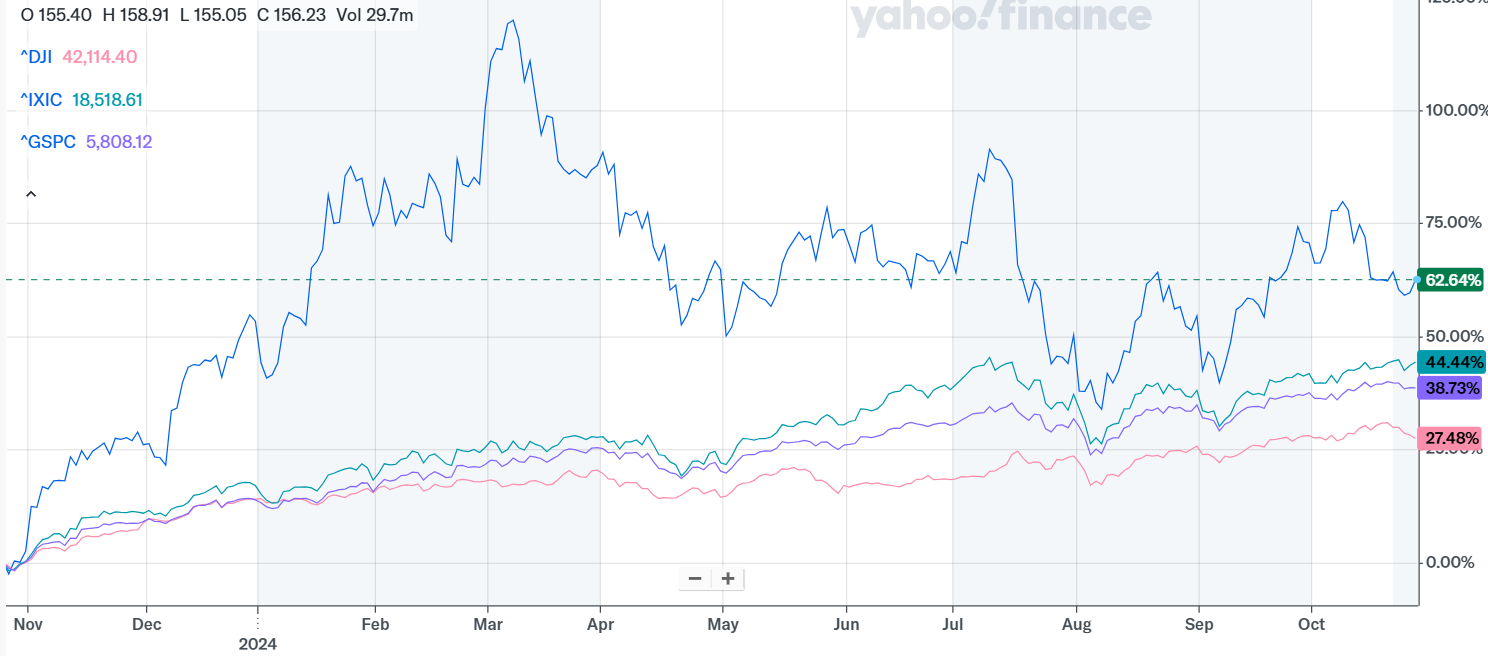 O 155.40 H 158.91 L 155.05 C 156.23 Vol 29.7m
yahoo!finance
^DJI 42,114.40
^IXIC 18,518.61
^GSPC 5,808.12
100.00%
75.00%
62.64%
50.00%
44.44%
38.73%
27.48%
0.00%
Nov Dec Feb Mar Apr May Jun Jul Aug Sep Oct
2024